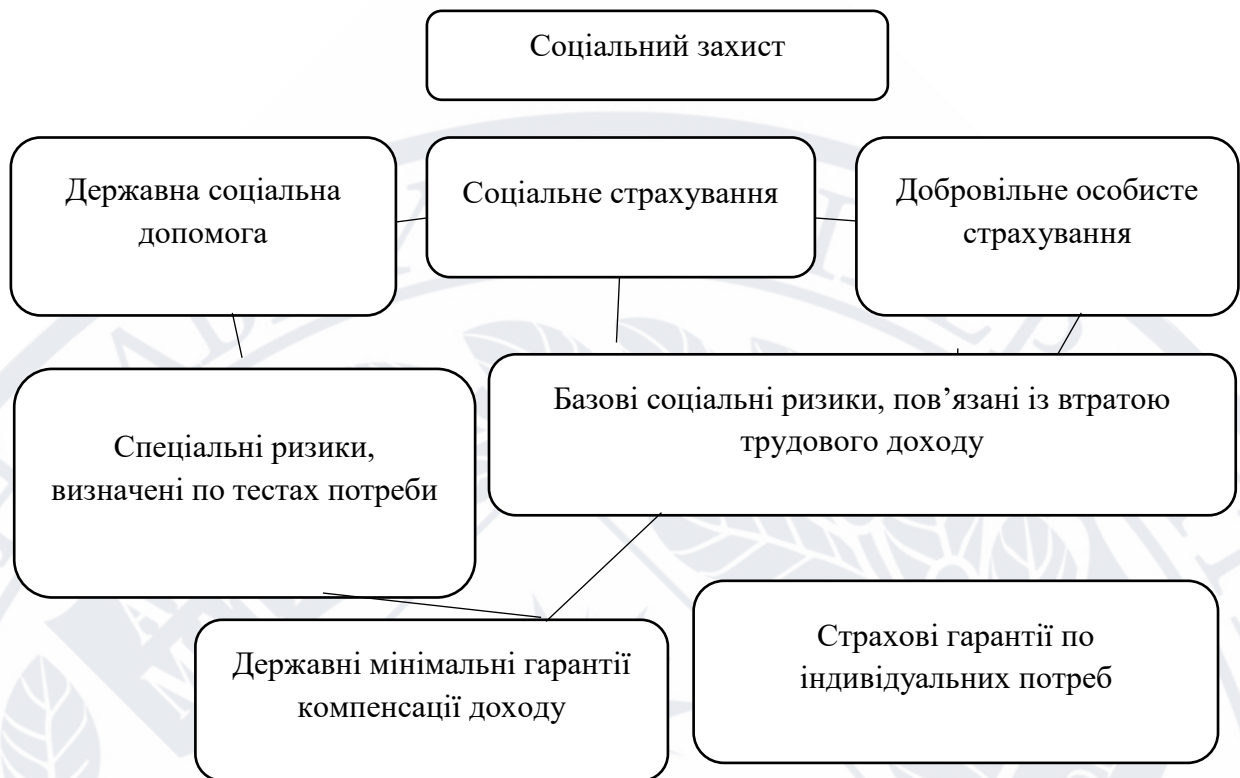 Соціальний захист
Державна соціальна
допомога
Соціальне страхування
Добровільне особисте
страхування
Спеціальні ризики,
визначені по тестах потреби
Базові соціальні ризики, пов’язані із втратою
трудового доходу
Державні мінімальні гарантії
компенсації доходу
Страхові гарантії по
індивідуальних потреб